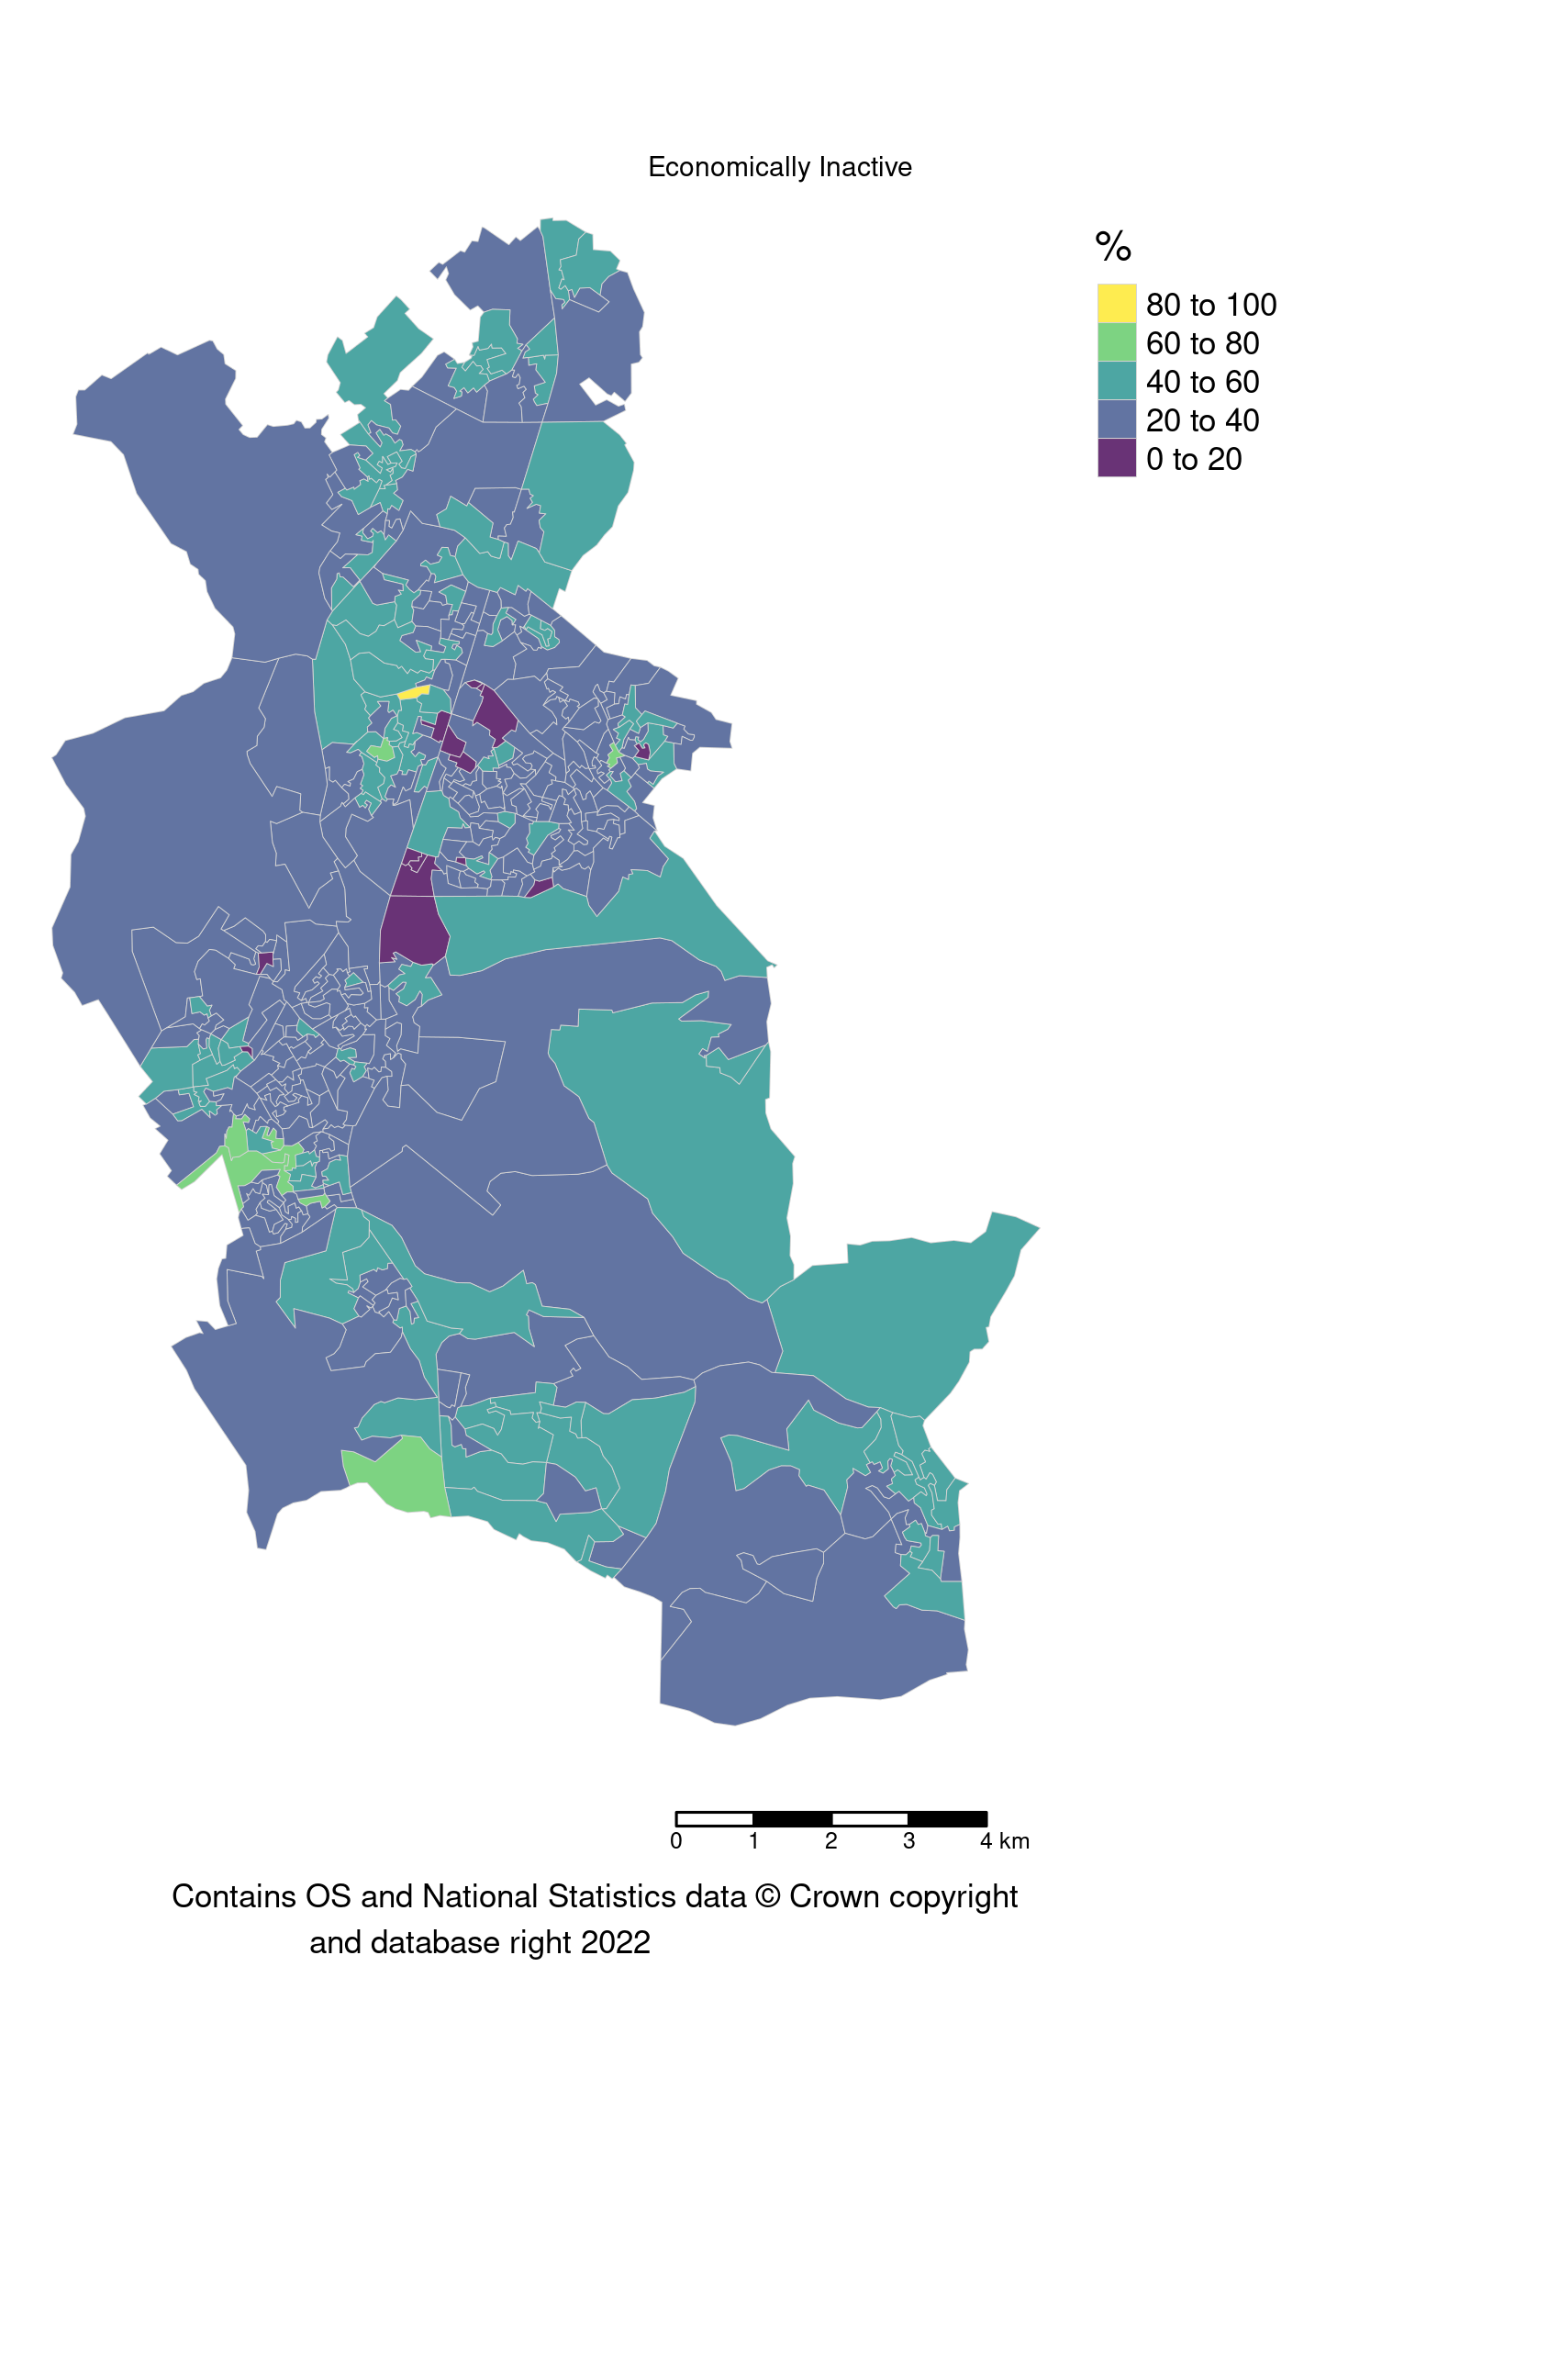 Economically Inactive
%
80 to 100
60 to 80
40 to 60
20 to 40
0 to 20
0 1 2 3 4 km
Contains OS and National Statistics data © Crown copyright
and database right 2022